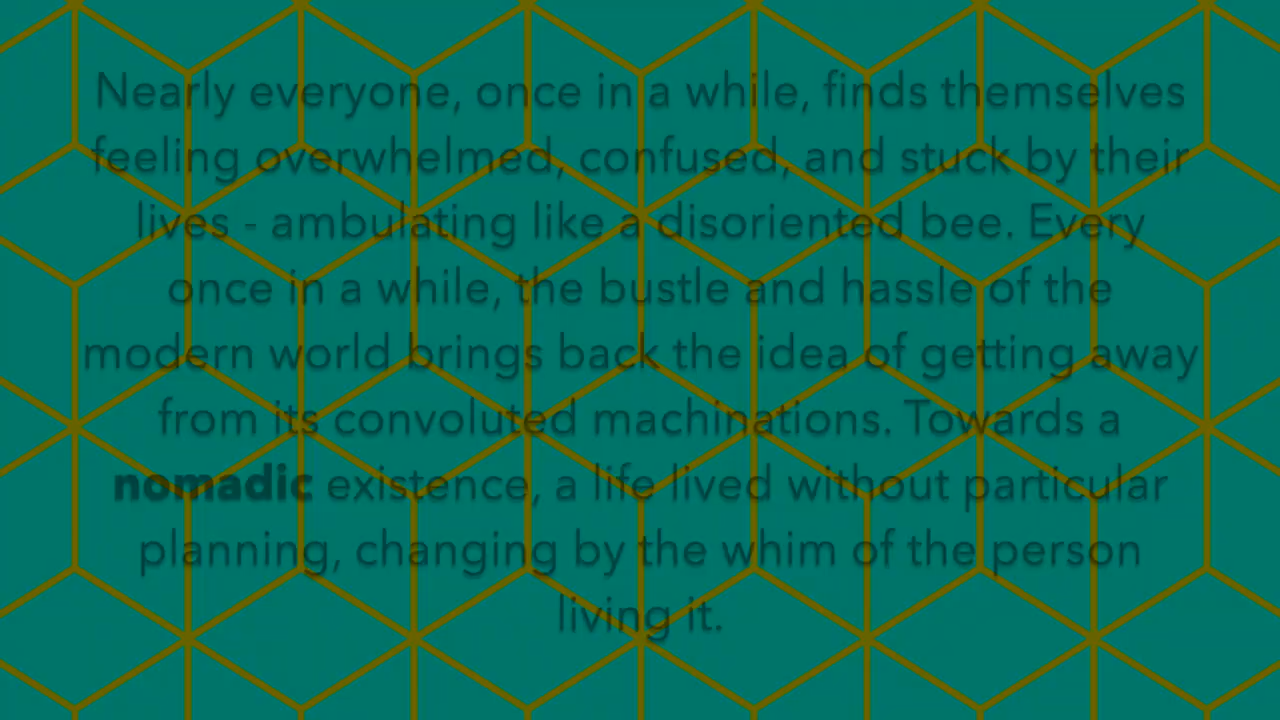 Nearly everyone, once in a while, finds themselves
feeling overwhelmed, confused, and stuck by their
lives - ambulating like a disoriented bee. Every
once in a while, the bustle and hassle of the
modern world brings back the idea of getting away
from its convoluted machinations. Towards a
nomadic existence, a life lived without particular
planning, changing by the whim of the person
living it.